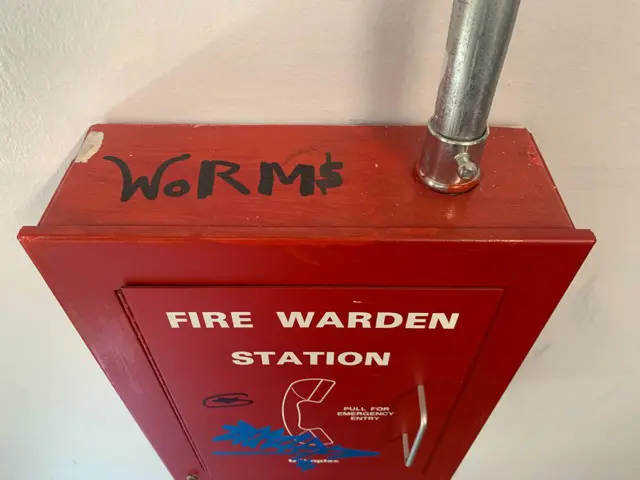 WoRM$
FIRE WARDEN
STATION
PULL FOR
EMERGENCY
ENTRY